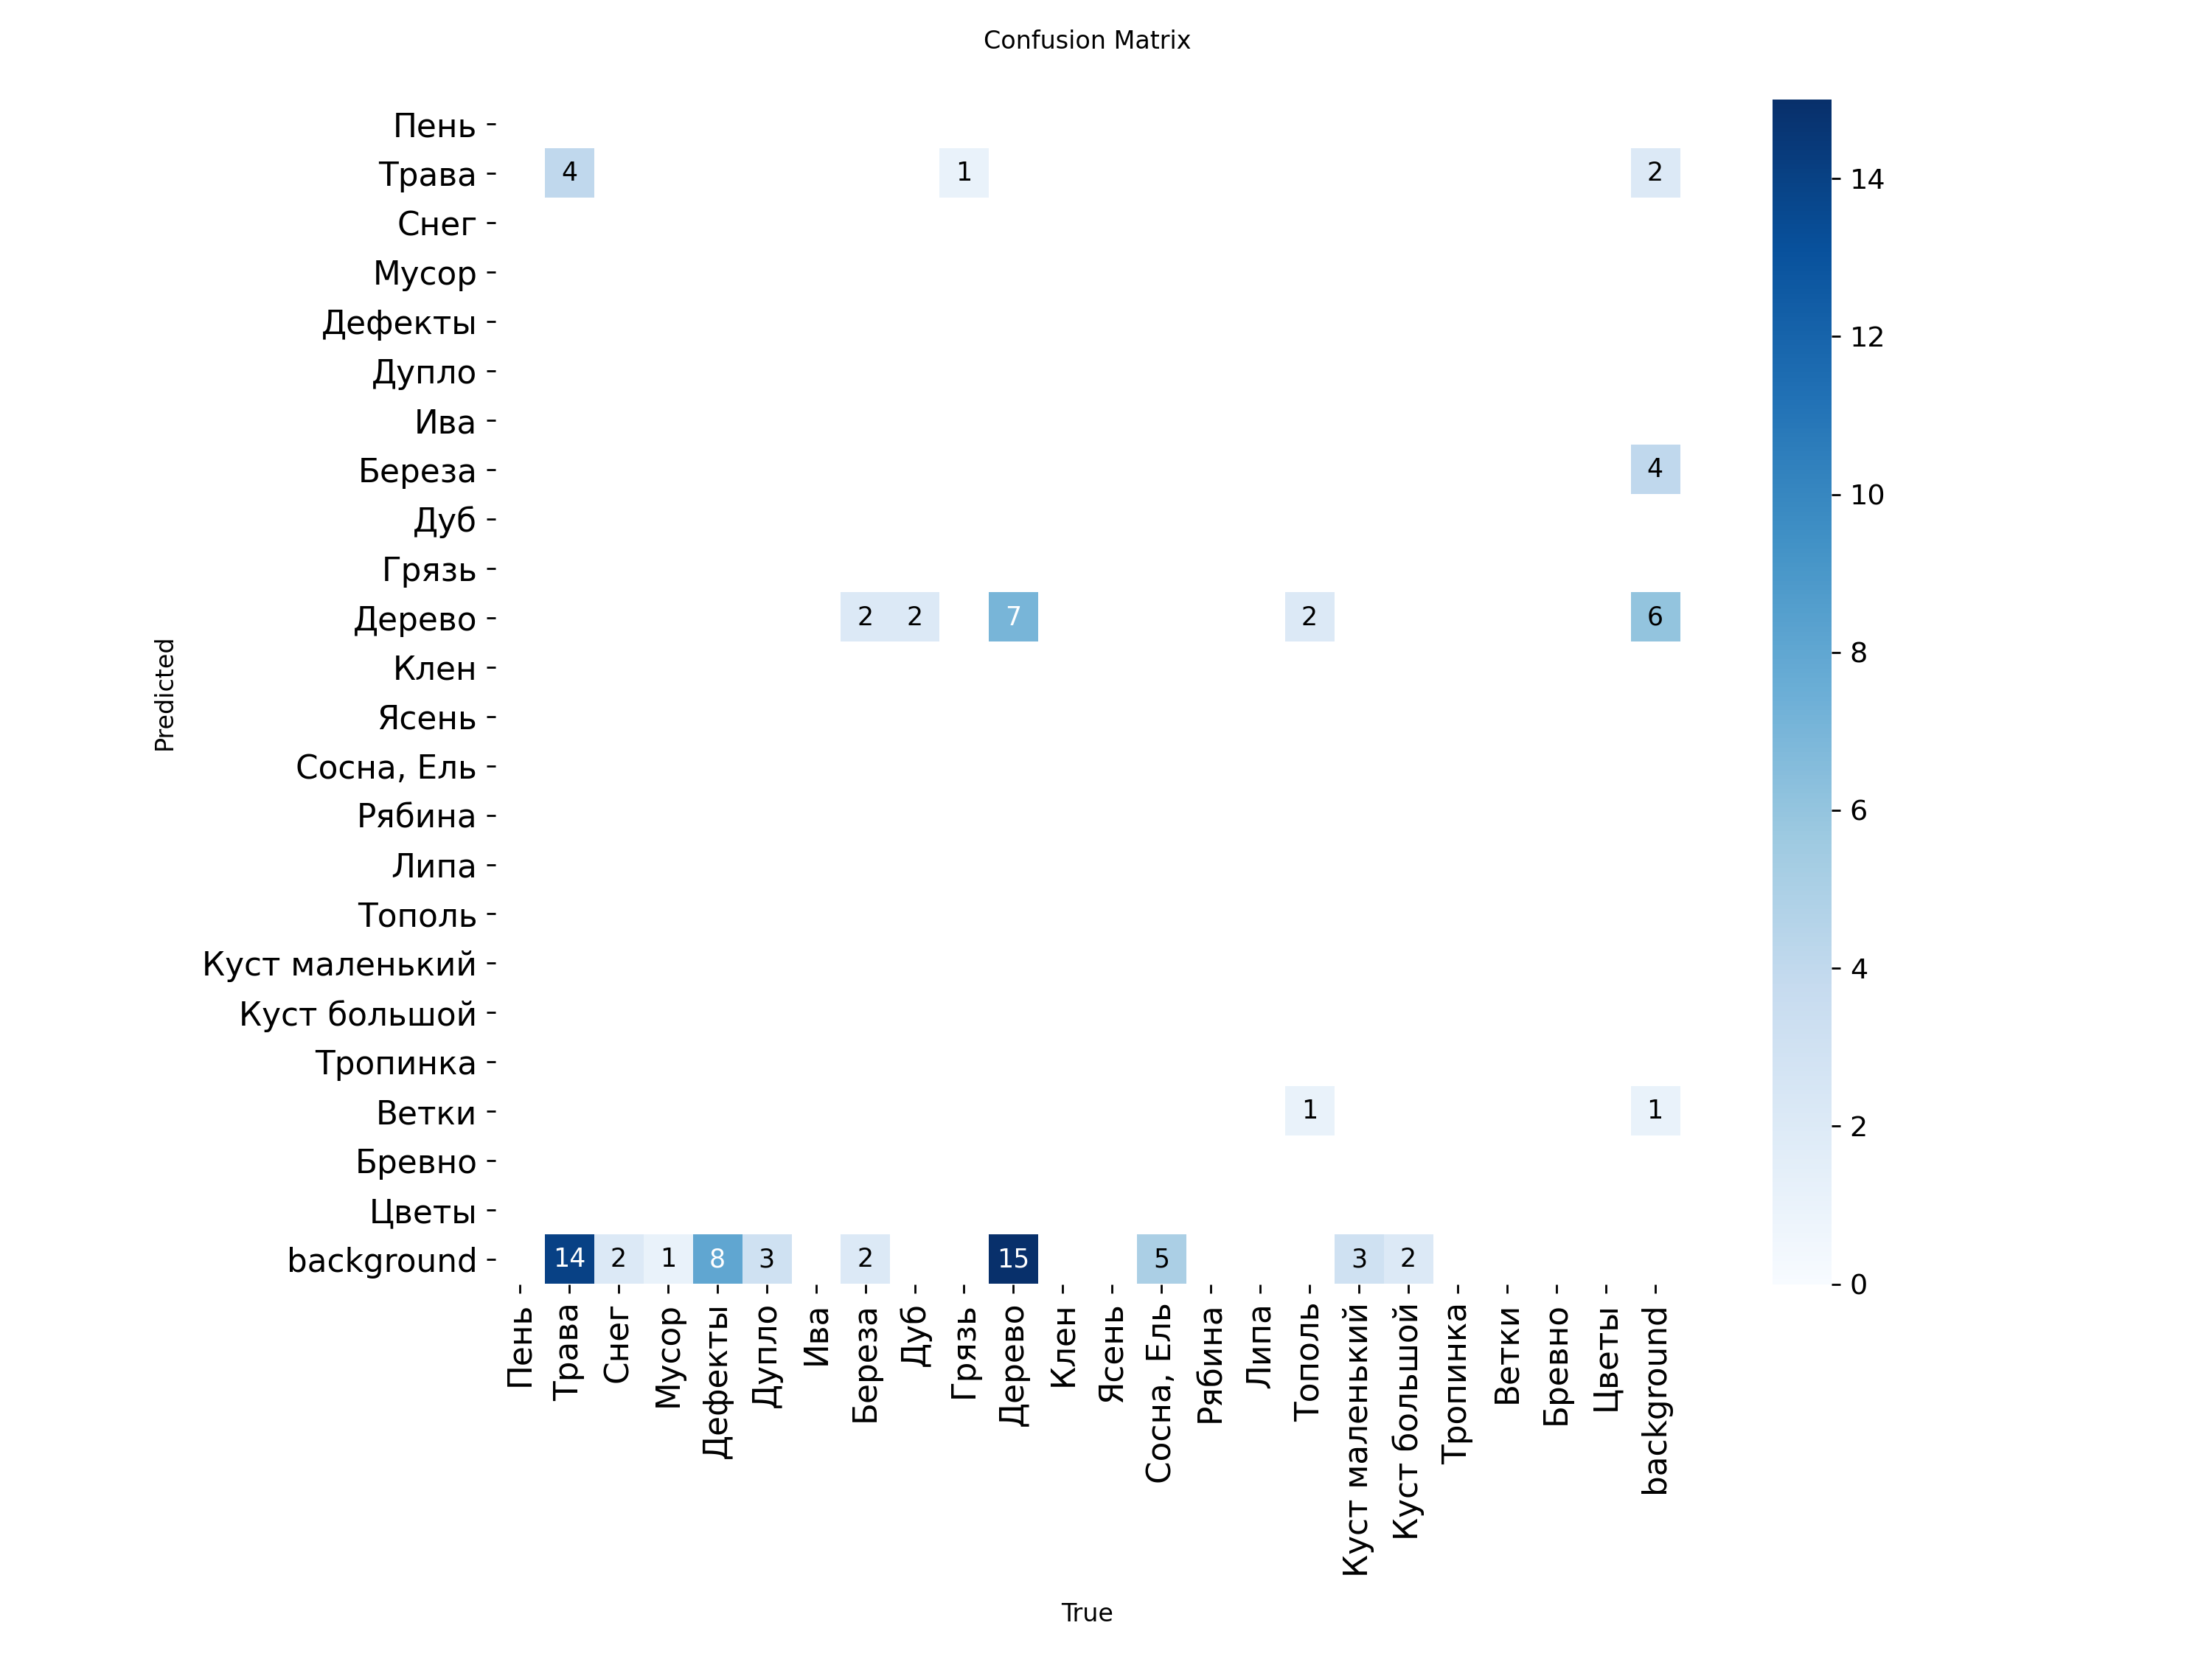 Confusion Matrix
Пень
Трава 4 1 2
Снег
Мусор
Дефекты
Дупло
Ива
Береза 4
Дуб
Грязь
Дерево 2 2 7 2 6
Клен
Ясень
Сосна, Ель
Рябина
Липа
Тополь
Куст маленький
Куст большой
Тропинка
Ветки 1 1
Бревно
Цветы
background 14 2 1 8 3 2 15 5 3 2
Predicted
Пень
Трава
Снег
Мусор
Дефекты
Дупло
Ива
Береза
Дуб
Грязь
Дерево
Клен
Ясень
Сосна, Ель
Рябина
Липа
Тополь
Куст маленький
Куст большой
Тропинка
Ветки
Бревно
Цветы
background
True
14
12
10
8
6
4
2
0